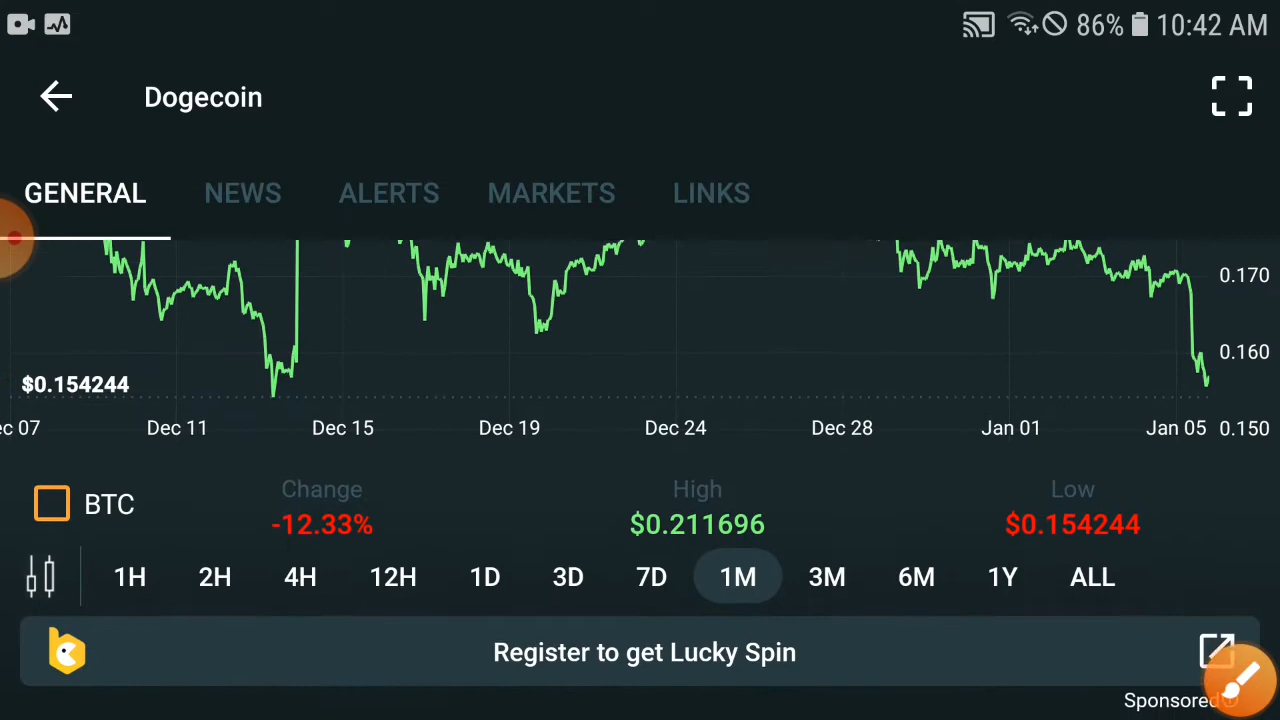 86% 10:42 AM
Dogecoin
GENERAL NEWS ALERTS MARKETS LINKS
0.170
0.160
$0.154244
c 07 Dec 11 Dec 15 Dec 19 Dec 24 Dec 28 Jan 01 Jan 05 0.150
BTC
Change High Low
-12.33% $0.211696 $0.154244
1H 2H 4H 12H 1D 3D 7D 1M 3M 6M 1Y ALL
Register to get Lucky Spin
Sponsored